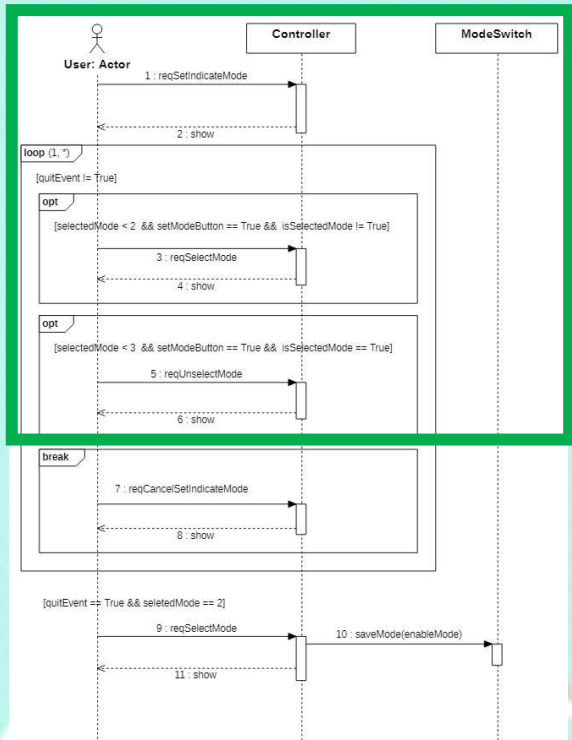 Controller
ModeSwitch
User: Actor
1 : reqSetIndicateMode
2 : show
loop (1, *)
[quitEvent != True]
opt
[selectedMode < 2 && setModeButton == True && isSelectedMode != True]
3 : reqSelectMode
4 : show
opt
[selectedMode < 3 && setModeButton == True && isSelectedMode == True]
5 : reqUnselectMode
6 : show
break
7 : reqCancelSetIndicateMode
8 : show
[quitEvent == True && seletedMode == 2]
9 : reqSelectMode
10 : saveMode(enableMode)
11 : show